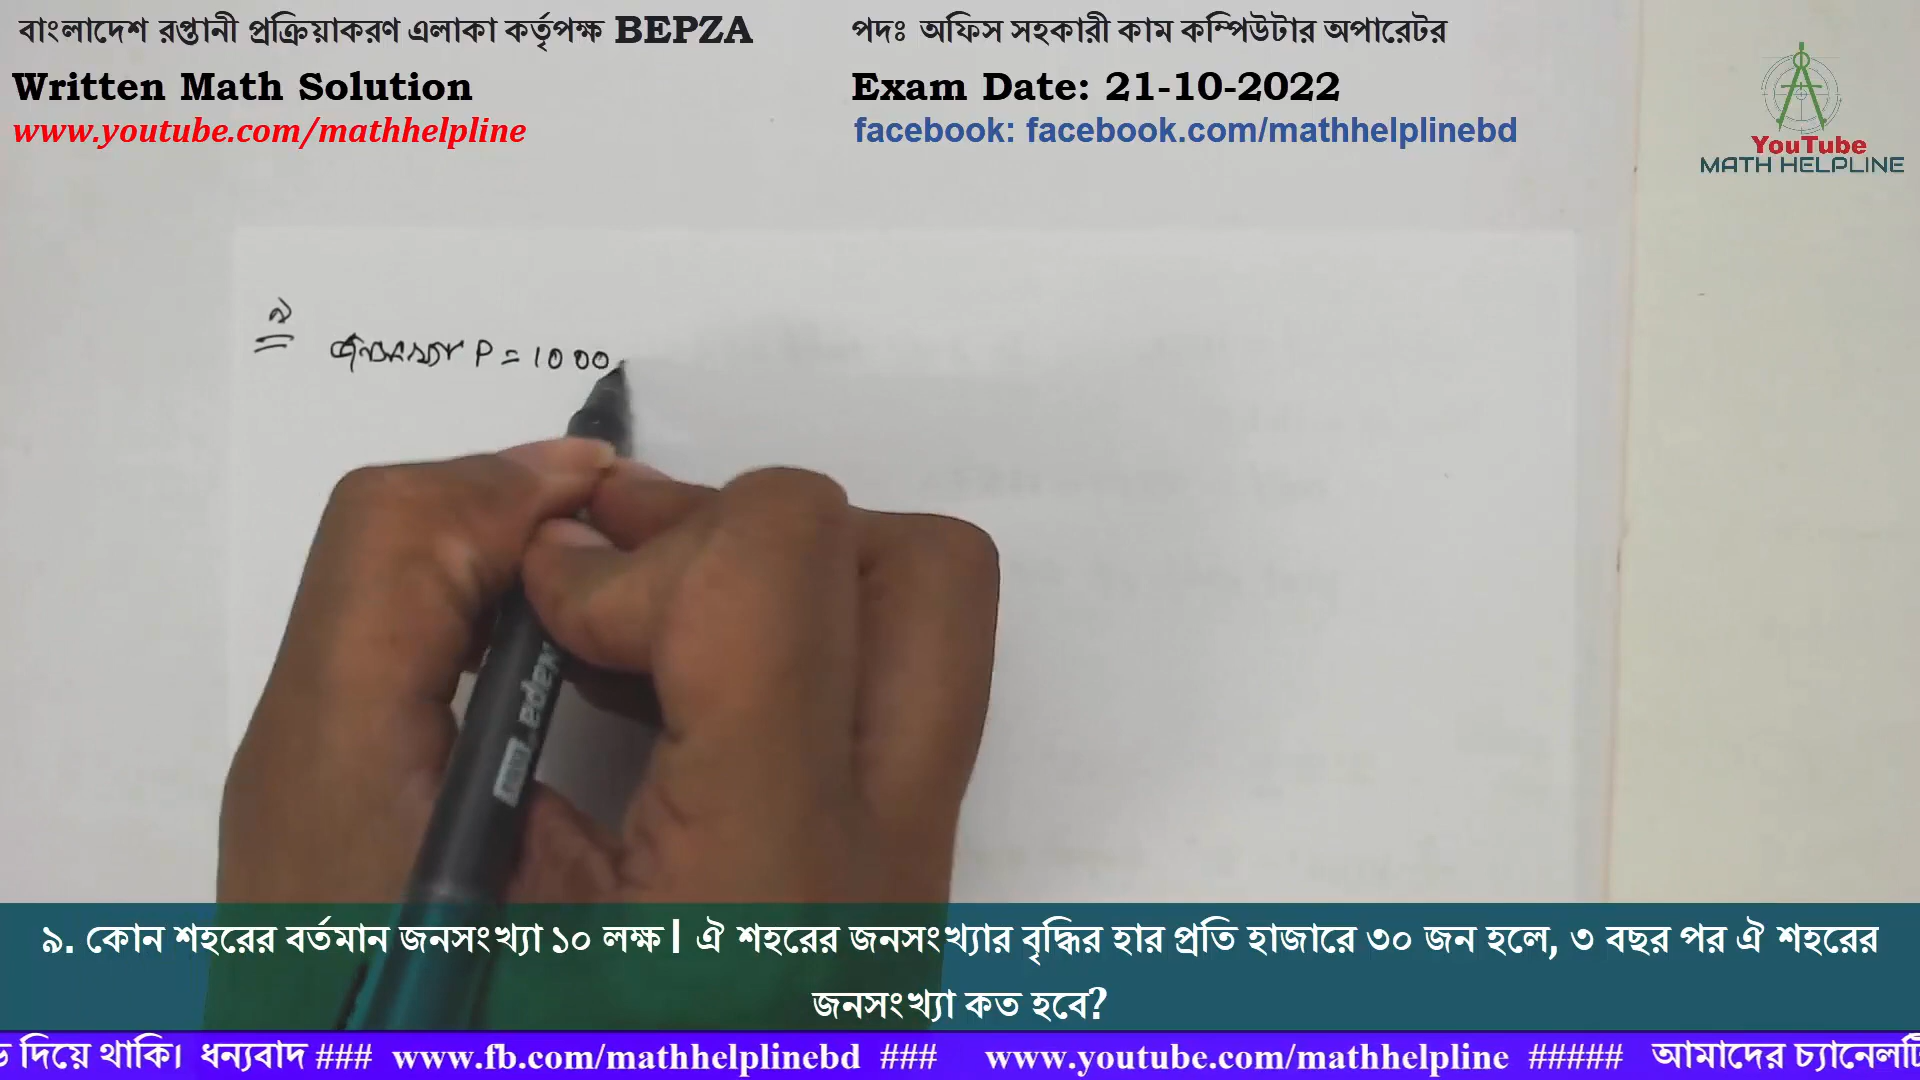 বাংলাদেশ রপ্তানী প্রক্রিয়াকরণ এলাকা কর্তৃপক্ষ BEPZA
পদঃ অফিস সহকারী কাম কম্পিউটার অপারেটর
Written Math Solution
Exam Date: 21-10-2022
www.youtube.com/mathhelpline
facebook: facebook.com/mathhelplinebd
YouTube
MATH HELPLINE
৯
জনসংখ্যা P = 1000
৯. কোন শহরের বর্তমান জনসংখ্যা ১০ লক্ষ। ঐ শহরের জনসংখ্যার বৃদ্ধির হার প্রতি হাজারে ৩০ জন হলে, ৩ বছর পর ঐ শহরের
জনসংখ্যা কত হবে?
দিয়ে থাকি। ধন্যবাদ ### www.fb.com/mathhelplinebd ### www.youtube.com/mathhelpline ##### আমাদের চ্যানেলটি